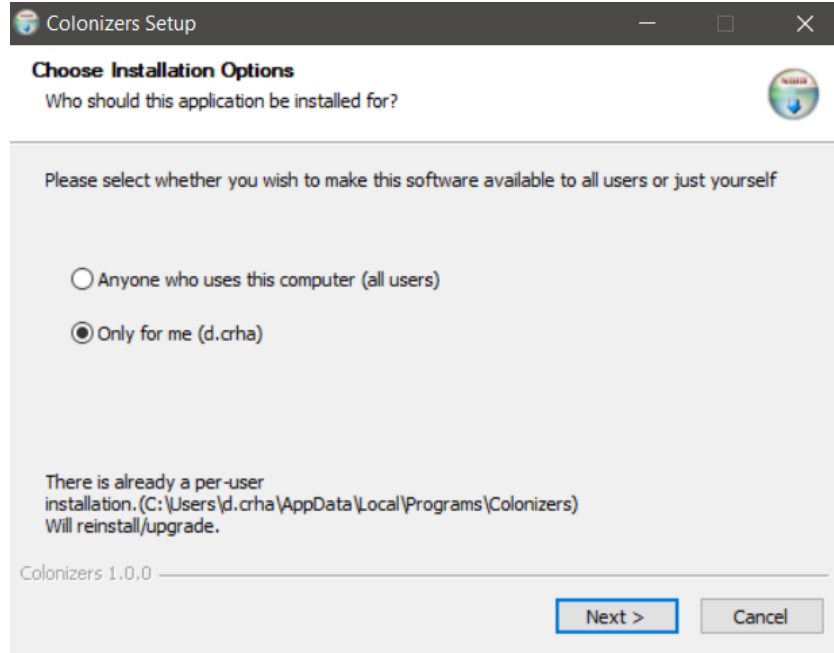 Colonizers Setup
Choose Installation Options
Who should this application be installed for?
Please select whether you wish to make this software available to all users or just yourself
Anyone who uses this computer (all users)
Only for me (d.crha)
There is already a per-user
installation.(C:\Users\d.crha\AppData\Local\Programs\Colonizers)
Will reinstall/upgrade.
Colonizers 1.0.0
Next >
Cancel